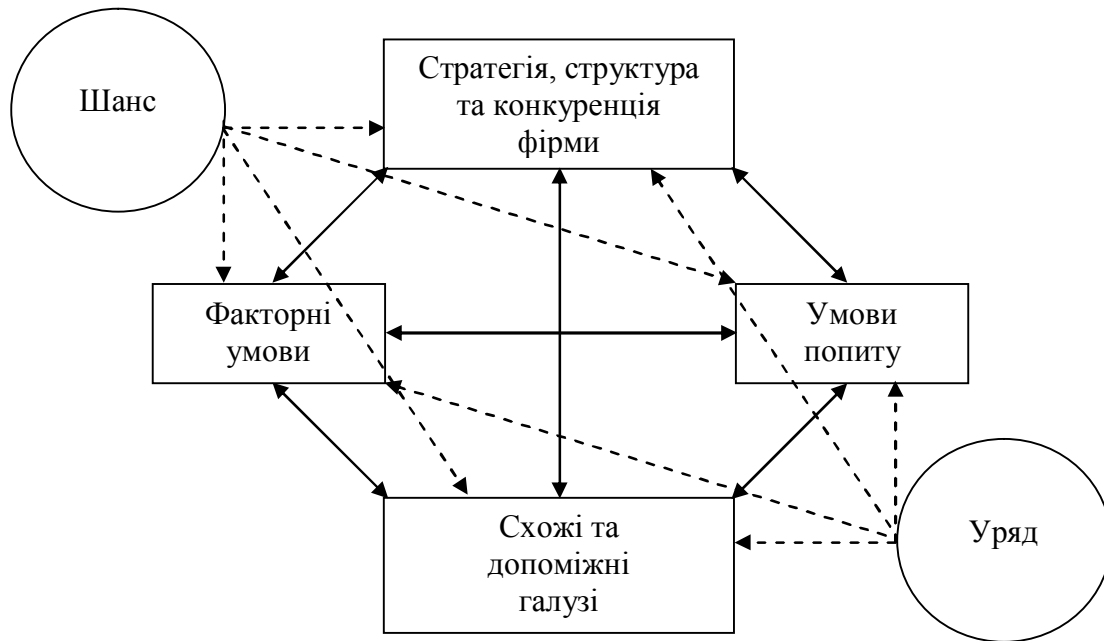 Шанс
Стратегія, структура
та конкуренція
фірми
Факторні
умови
Умови
попиту
Схожі та
допоміжні
галузі
Уряд